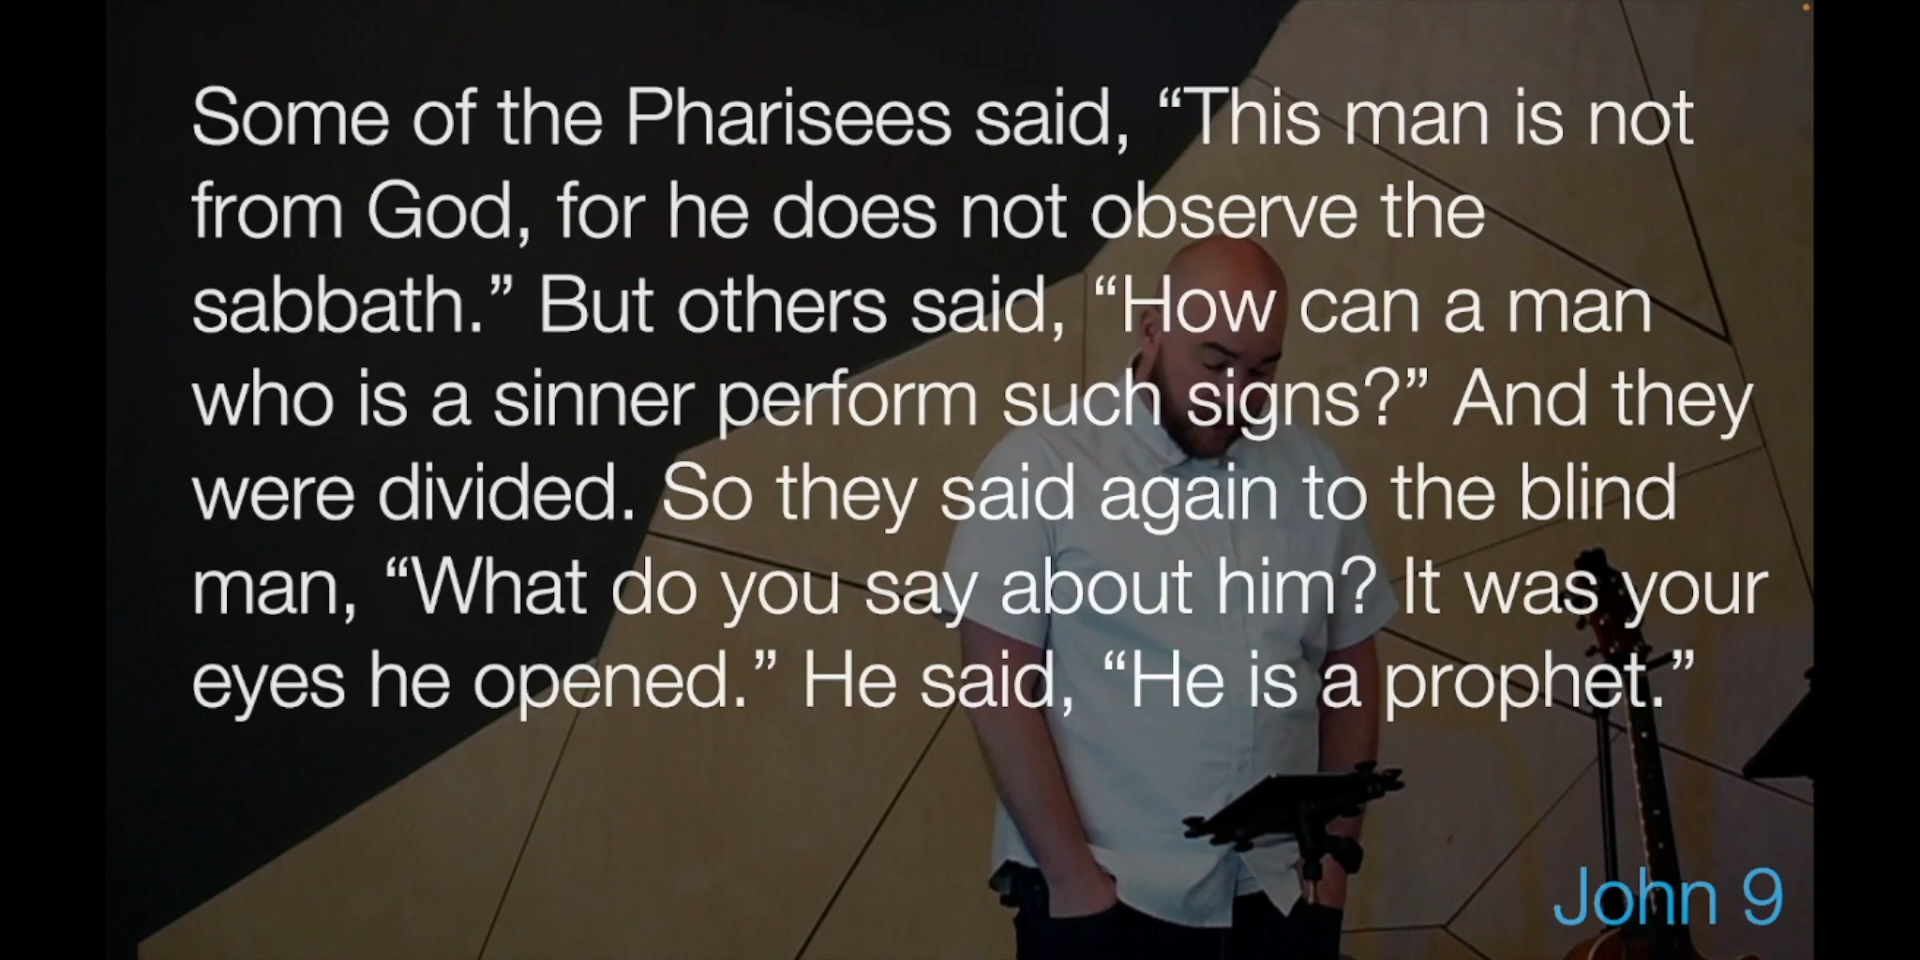 Some of the Pharisees said, “This man is not
from God, for he does not observe the
sabbath.” But others said, “How can a man
who is a sinner perform such signs?” And they
were divided. So they said again to the blind
man, “What do you say about him? It was your
eyes he opened.” He said, “He is a prophet.”
John 9